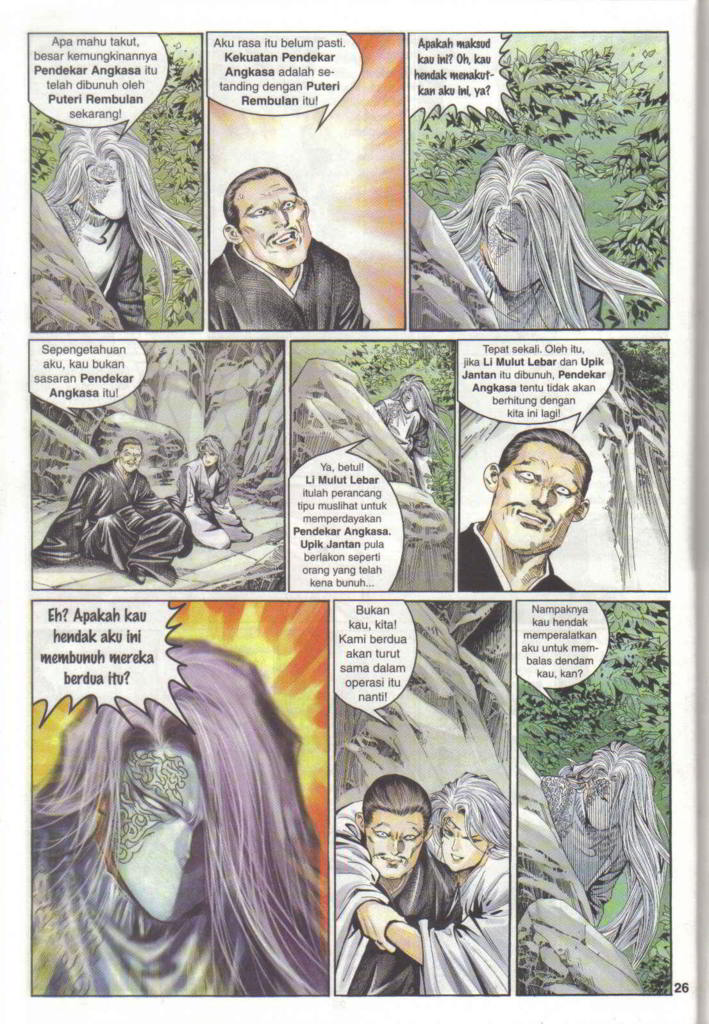 Apa mahu takut,
besar kemungkinannya
Pendekar Angkasa itu
telah dibunuh oleh
Puteri Rembulan
sekarang!
Aku rasa itu belum pasti.
Kekuatan Pendekar
Angkasa adalah se-
tanding dengan Puteri
Rembulan itu!
Apakah maksud
kau ini? Oh, kau
hendak menakut-
kan aku ini, ya?
Sepengetahuan
aku, kau bukan
sasaran Pendekar
Angkasa itu!
Ya, betul!
Li Mulut Lebar
itulah perancang
tipu muslihat untuk
memperdayakan
Pendekar Angkasa.
Upik Jantan pula
berlakon seperti
orang yang telah
kena bunuh...
Tepat sekali. Oleh itu,
jika Li Mulut Lebar dan Upik
Jantan itu dibunuh, Pendekar
Angkasa tentu tidak akan
berhitung dengan
kita ini lagi!
Eh? Apakah kau
hendak aku ini
membunuh mereka
berdua itu?
Bukan
kau, kita!
Kami berdua
akan turut
sama dalam
operasi itu
nanti!
Nampaknya
kau hendak
memperalatkan
aku untuk mem-
balas dendam
kau, kan?
26